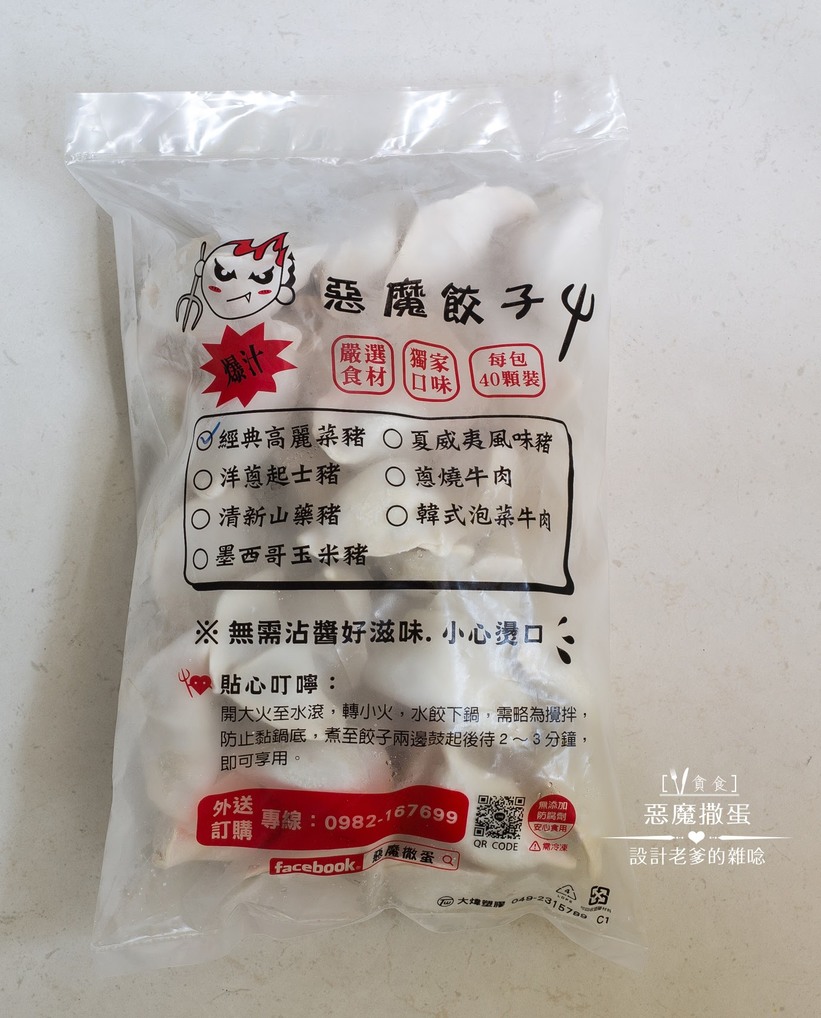 惡魔餃子
爆汁
嚴選
食材
獨家
口味
每包
40顆裝
經典高麗菜豬
夏威夷風味豬
洋蔥起士豬
蔥燒牛肉
清新山藥豬
韓式泡菜牛肉
墨西哥玉米豬
※ 無需沾醬好滋味.小心燙口
貼心叮嚀：
開大火至水滾，轉小火，水餃下鍋，需略為攪拌，
防止黏鍋底，煮至餃子兩邊鼓起後待2～3分鐘，
即可享用。
外送
訂購
專線：0982-167699
QR CODE
無添加
防腐劑
安心食用
需冷凍
facebook. 惡魔撒蛋
大煒塑膠 049-2315789 C1
4
[貪食]
惡魔撒蛋
設計老爹的雜唸